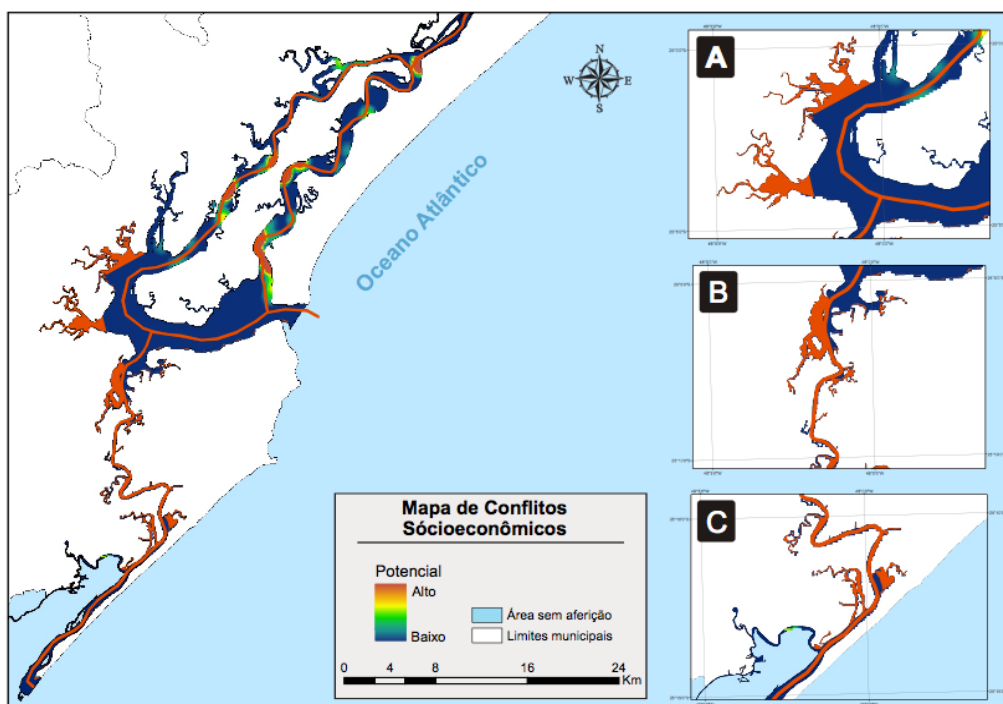 N
W E
S
Oceano Atlântico
A
B
C
Mapa de Conflitos
Sócioeconômicos
Potencial
Alto
Baixo
Área sem aferição
Limites municipais
0 4 8 16 24
Km